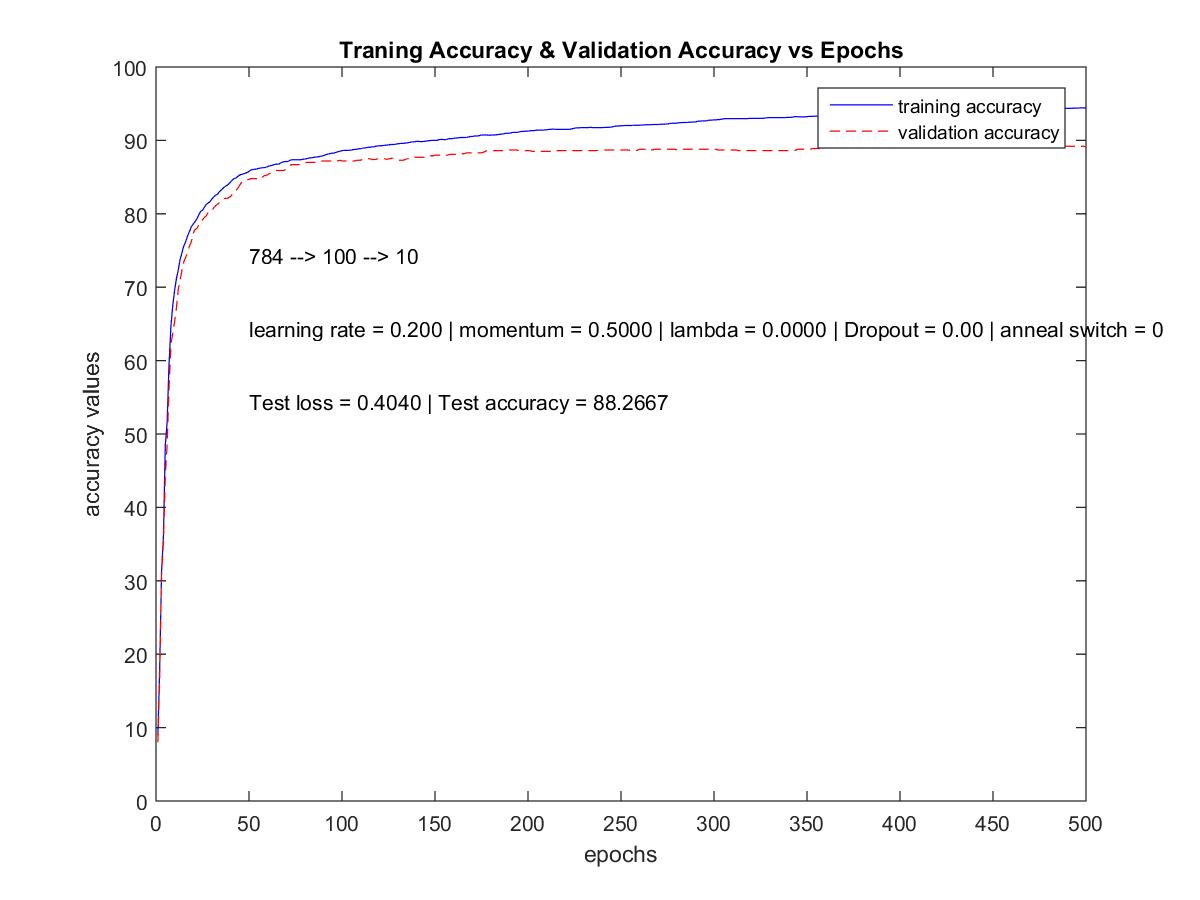 Traning Accuracy & Validation Accuracy vs Epochs
100
90
80
70
60
50
40
30
20
10
0
accuracy values
training accuracy
validation accuracy
784 --> 100 --> 10
learning rate = 0.200 | momentum = 0.5000 | lambda = 0.0000 | Dropout = 0.00 | anneal switch = 0
Test loss = 0.4040 | Test accuracy = 88.2667
0 50 100 150 200 250 300 350 400 450 500
epochs